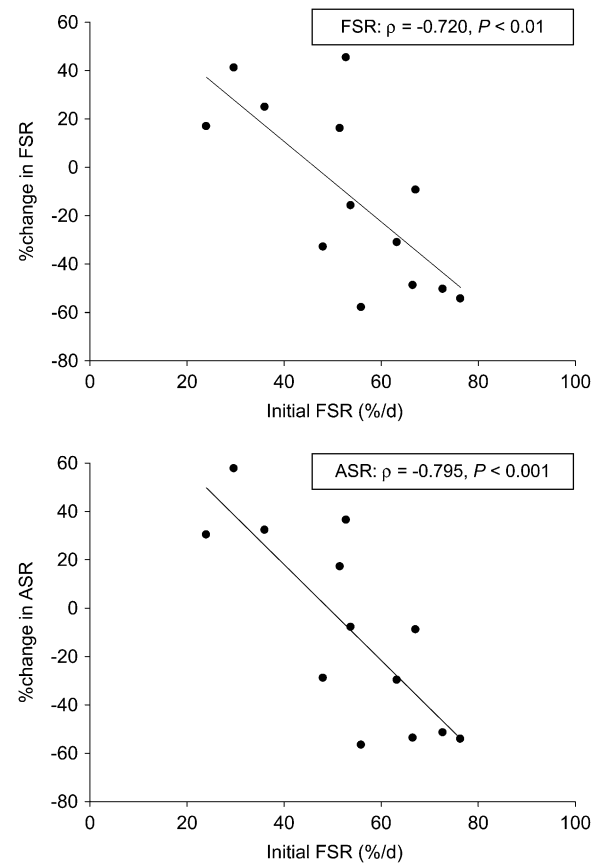 FSR: ρ = -0.720, P < 0.01
60
40
20
0
-20
-40
-60
-80
%change in FSR
0 20 40 60 80 100
Initial FSR (%/d)
ASR: ρ = -0.795, P < 0.001
60
40
20
0
-20
-40
-60
-80
%change in ASR
0 20 40 60 80 100
Initial FSR (%/d)